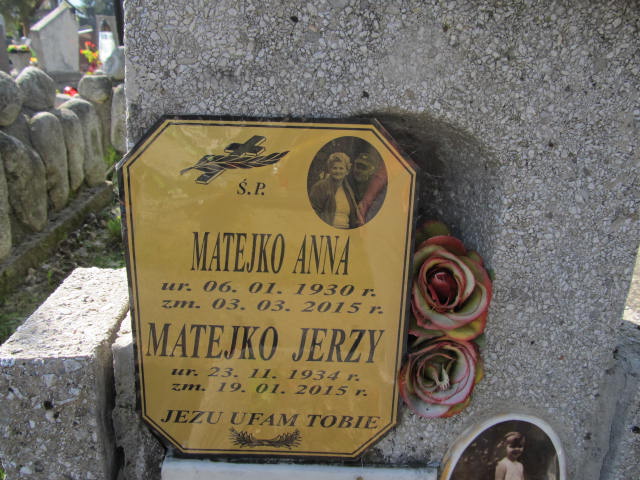 Ś.P.
MATEJKO ANNA
ur. 06. 01. 1930 r.
zm. 03. 03. 2015 r.
MATEJKO JERZY
ur. 23. 11. 1934 r.
zm. 19. 01. 2015 r.
JEZU UFAM TOBIE